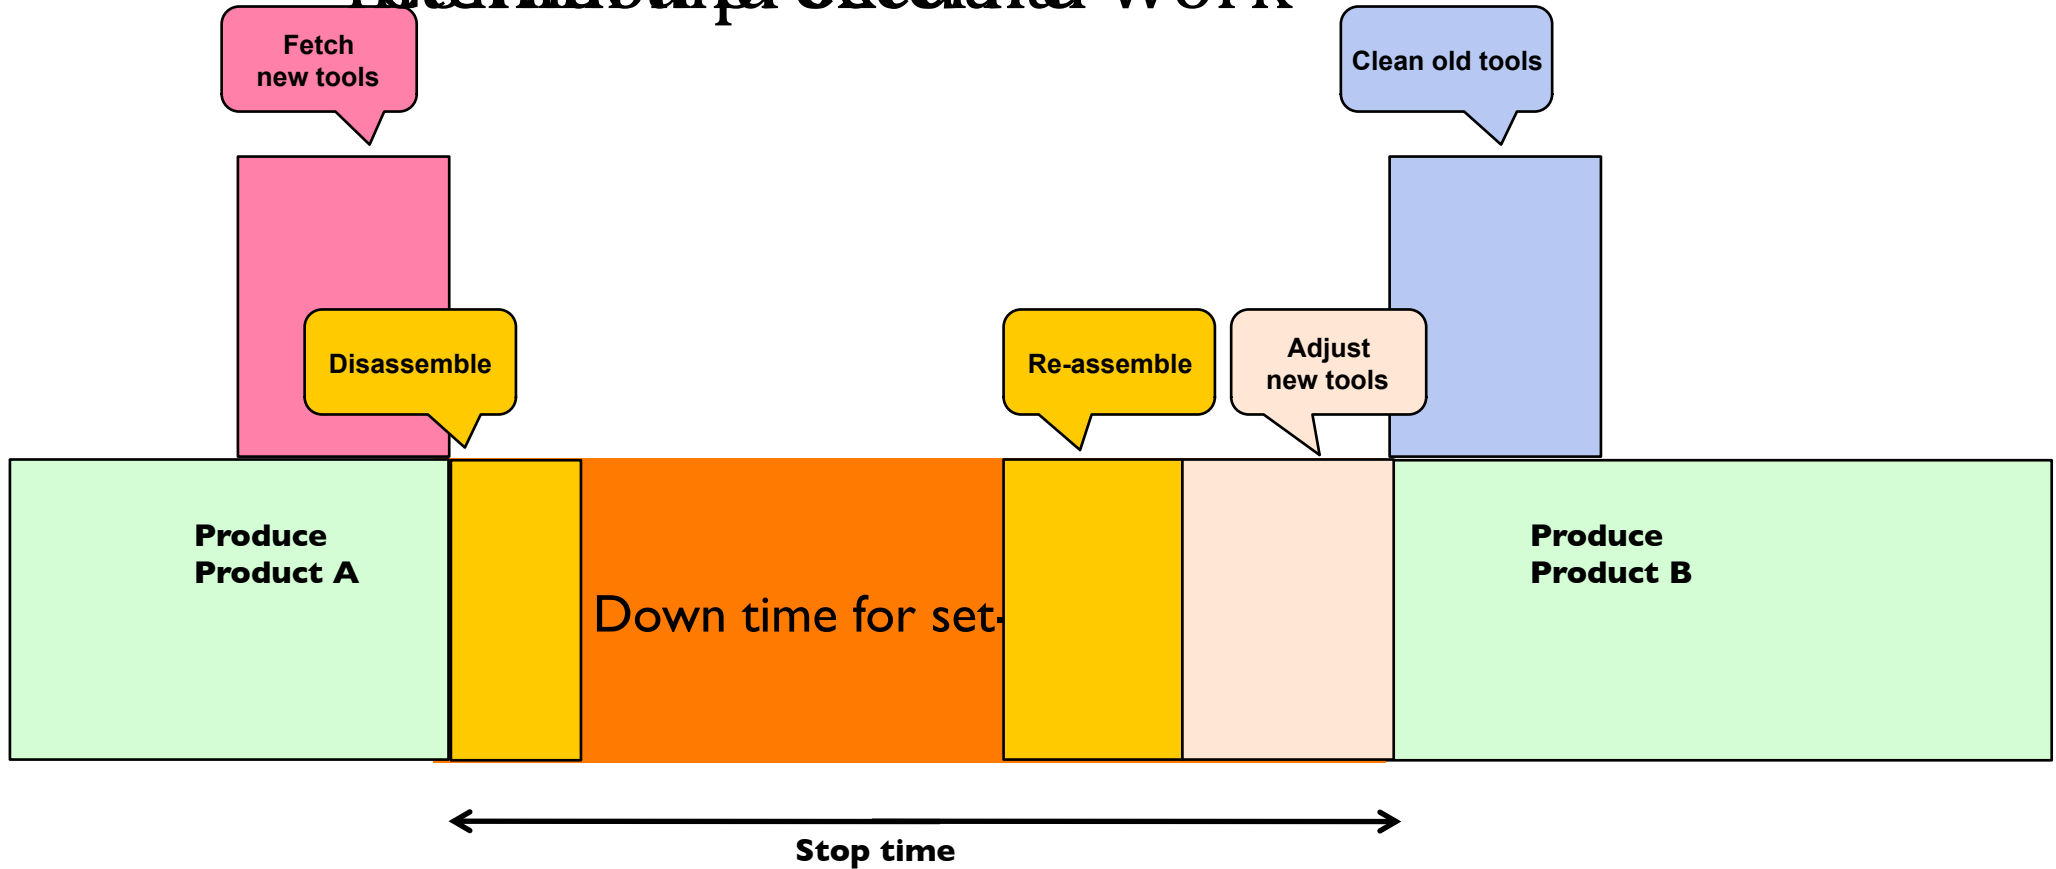 work
Fetch
new tools
Clean old tools
Disassemble
Re-assemble
Adjust
new tools
Produce
Product A
Down time for set-
Produce
Product B
Stop time